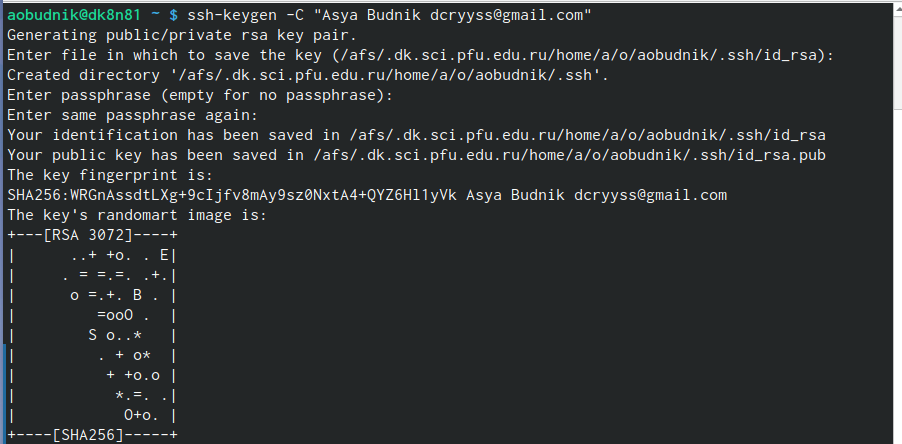 aobudnik@dk8n81 ~ $ ssh-keygen -C "Asya Budnik dcryyss@gmail.com"
Generating public/private rsa key pair.
Enter file in which to save the key (/afs/.dk.sci.pfu.edu.ru/home/a/o/aobudnik/.ssh/id_rsa):
Created directory '/afs/.dk.sci.pfu.edu.ru/home/a/o/aobudnik/.ssh'.
Enter passphrase (empty for no passphrase):
Enter same passphrase again:
Your identification has been saved in /afs/.dk.sci.pfu.edu.ru/home/a/o/aobudnik/.ssh/id_rsa
Your public key has been saved in /afs/.dk.sci.pfu.edu.ru/home/a/o/aobudnik/.ssh/id_rsa.pub
The key fingerprint is:
SHA256:WRGnAssdtLXg+9cIjfv8mAy9sz0NxtA4+QYZ6Hl1yVk Asya Budnik dcryyss@gmail.com
The key's randomart image is:
+---[RSA 3072]----+
|      ..+ +o. . E|
|     . = =.=. .+.|
|      o =.+. B . |
|         =ooO .  |
|        S o..*   |
|         . + o*  |
|          + +o.o |
|           *.=. .|
|            O+o. |
+----[SHA256]-----+